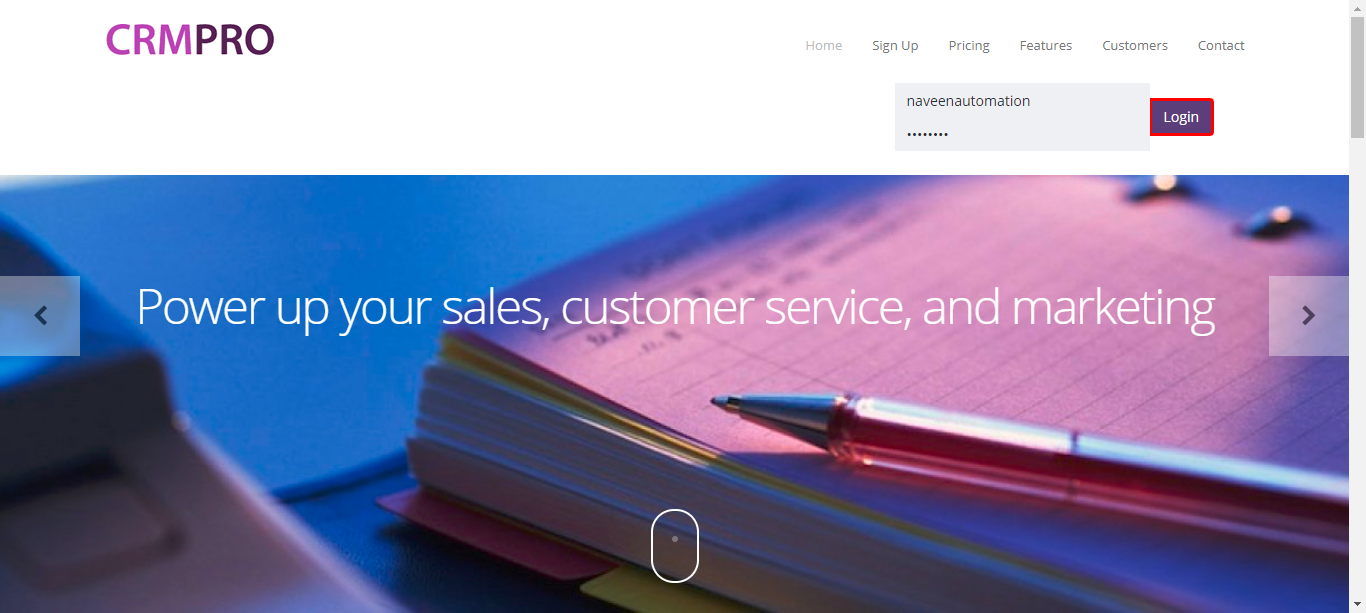 CRMPRO
Home Sign Up Pricing Features Customers Contact
naveenautomation
••••••••
Login
Power up your sales, customer service, and marketing